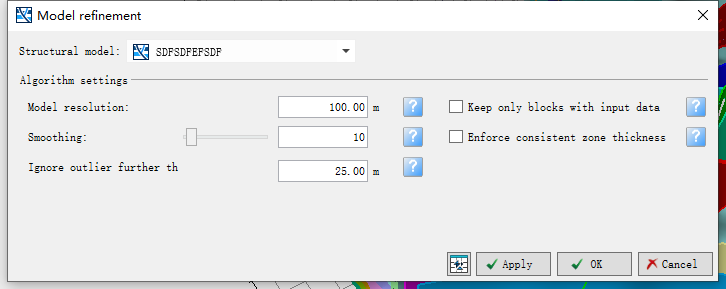 Model refinement
Structural model: SDFSDFEFSDF
Algorithm settings
Model resolution: 100.00 m ? Keep only blocks with input data ?
Smoothing: 10 ? Enforce consistent zone thickness ?
Ignore outlier further th 25.00 m ?
Apply OK Cancel